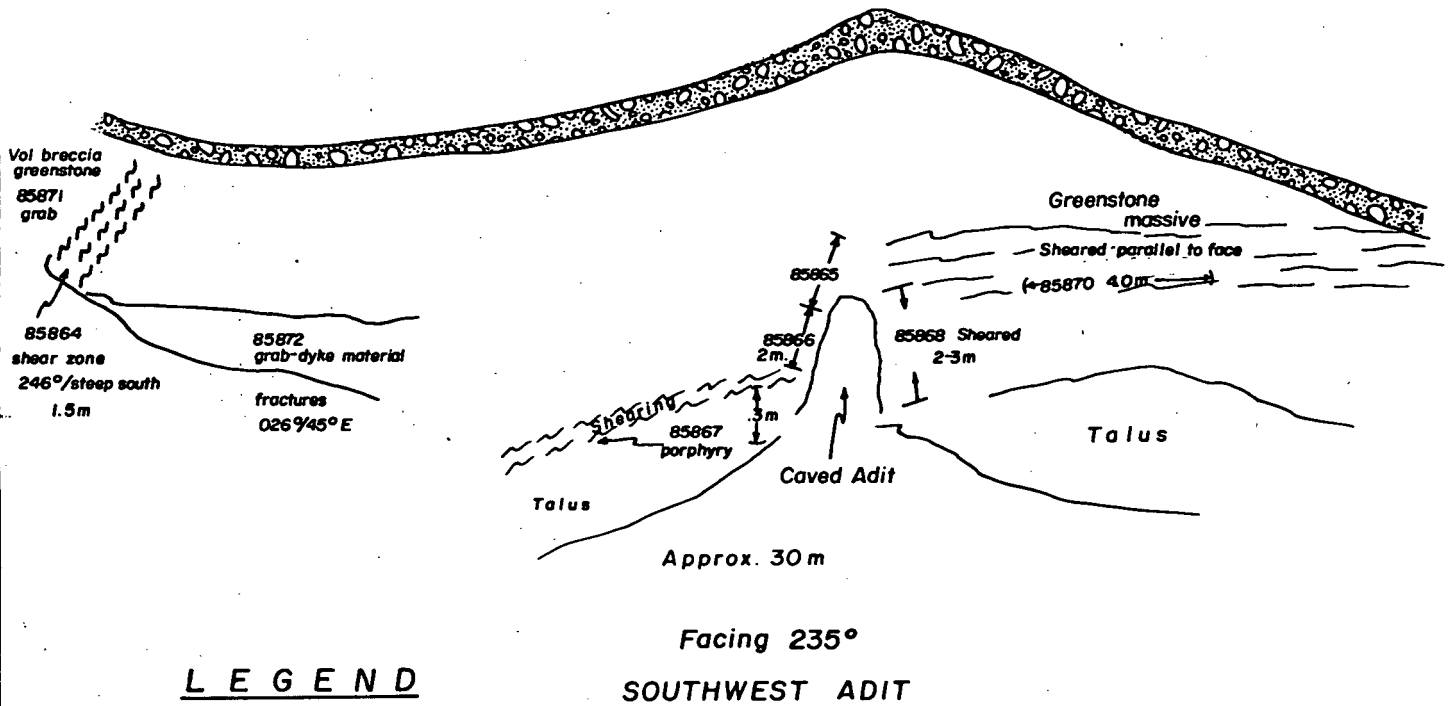 Vol breccia
greenstone
85871
grab
85864
shear zone
246°/steep south
1.5m
85872
grab-dyke material
fractures
026°/45°E
Shearing
85867
porphyry
.3m
Talus
85865
85866
2m.
Caved Adit
Greenstone
massive
Sheared parallel to face
85870 4.0m
85868 Sheared
2-3m
Talus
Approx. 30m
Facing 235°
SOUTHWEST ADIT
LEGEND